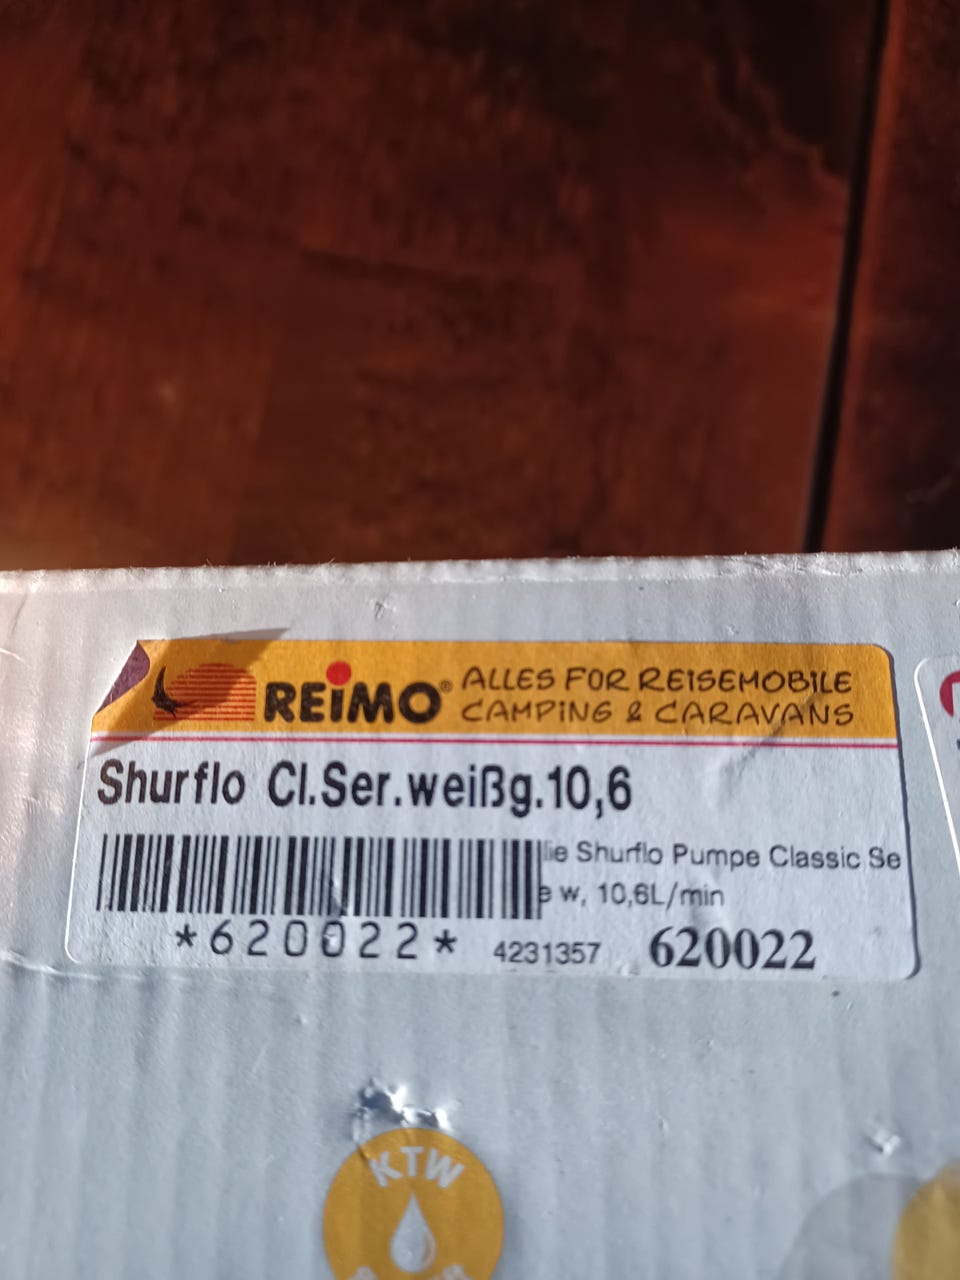 REIMO®
ALLES FÜR REISEMOBILE
CAMPING & CARAVANS
Shurflo Cl.Ser.weißg.10,6
lie Shurflo Pumpe Classic Se
e w, 10,6L/min
*620022*
4231357
620022
KTW